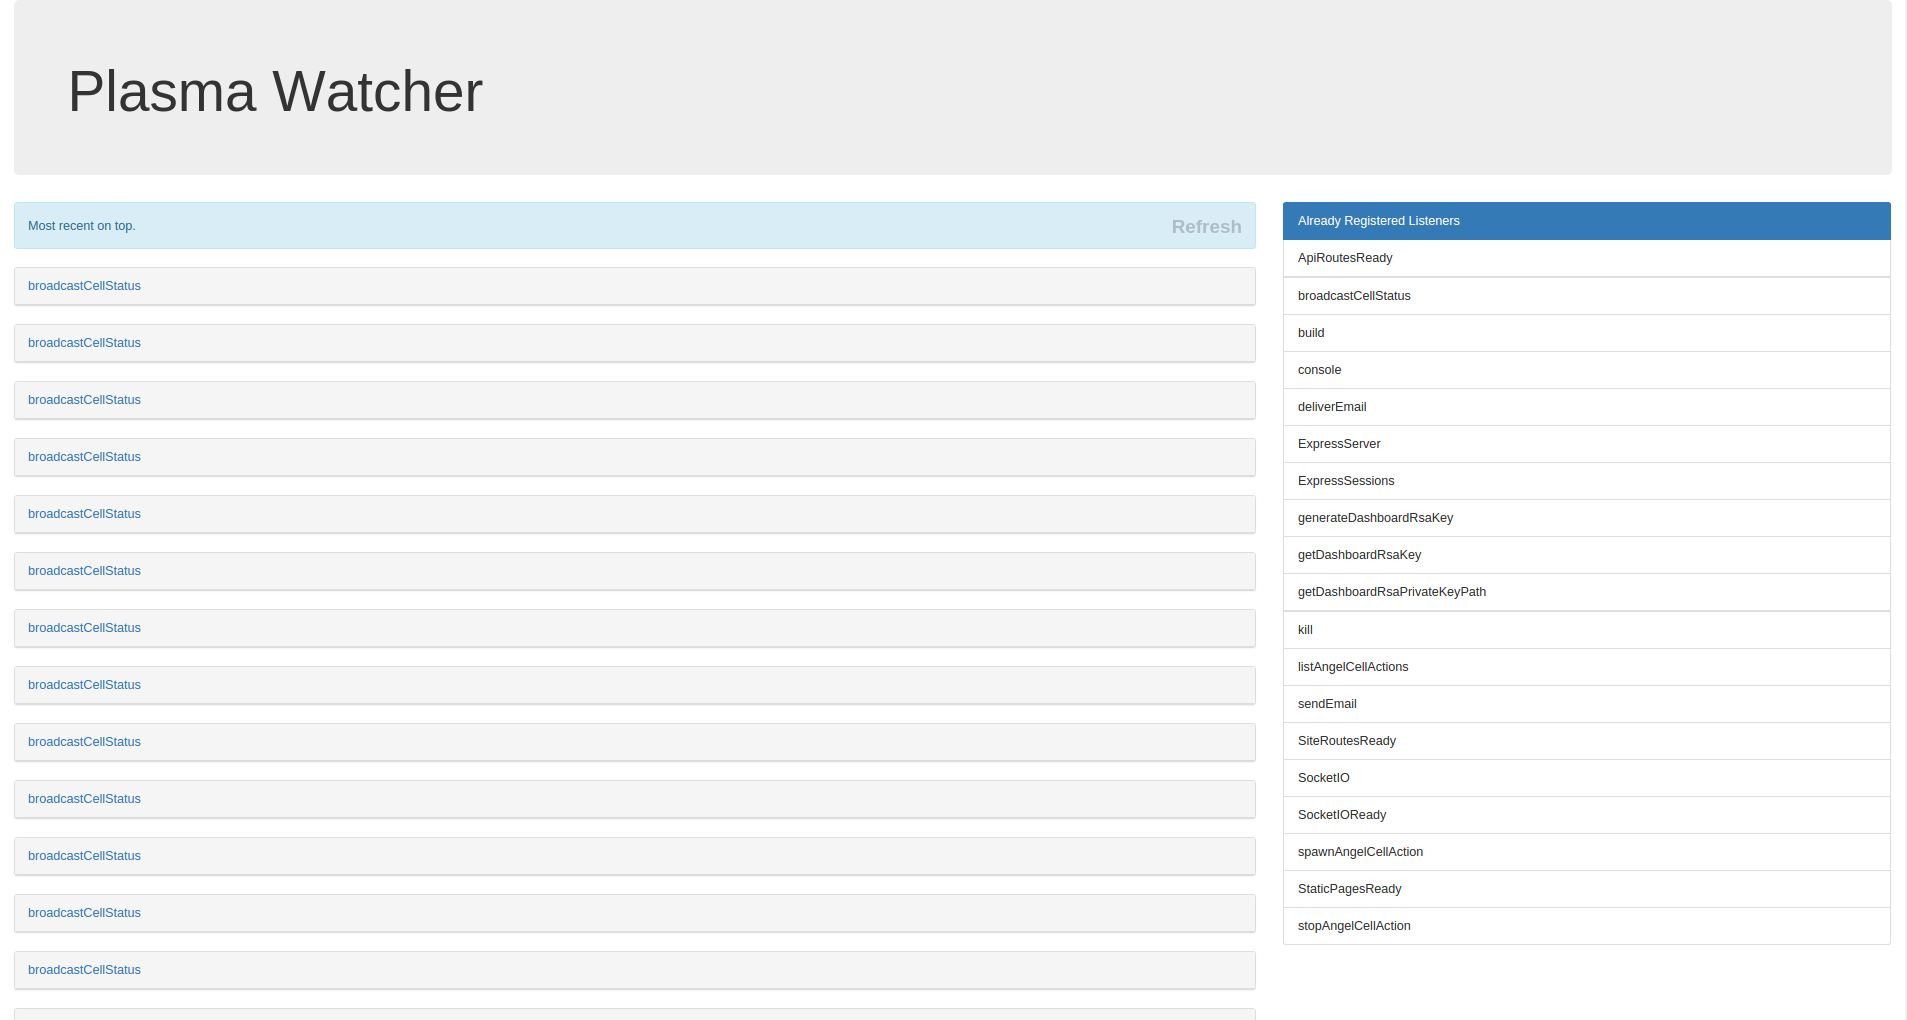 Plasma Watcher
Most recent on top.
Refresh
broadcastCellStatus
broadcastCellStatus
broadcastCellStatus
broadcastCellStatus
broadcastCellStatus
broadcastCellStatus
broadcastCellStatus
broadcastCellStatus
broadcastCellStatus
broadcastCellStatus
broadcastCellStatus
broadcastCellStatus
broadcastCellStatus
Already Registered Listeners
ApiRoutesReady
broadcastCellStatus
build
console
deliverEmail
ExpressServer
ExpressSessions
generateDashboardRsaKey
getDashboardRsaKey
getDashboardRsaPrivateKeyPath
kill
listAngelCellActions
sendEmail
SiteRoutesReady
SocketIO
SocketIOReady
spawnAngelCellAction
StaticPagesReady
stopAngelCellAction